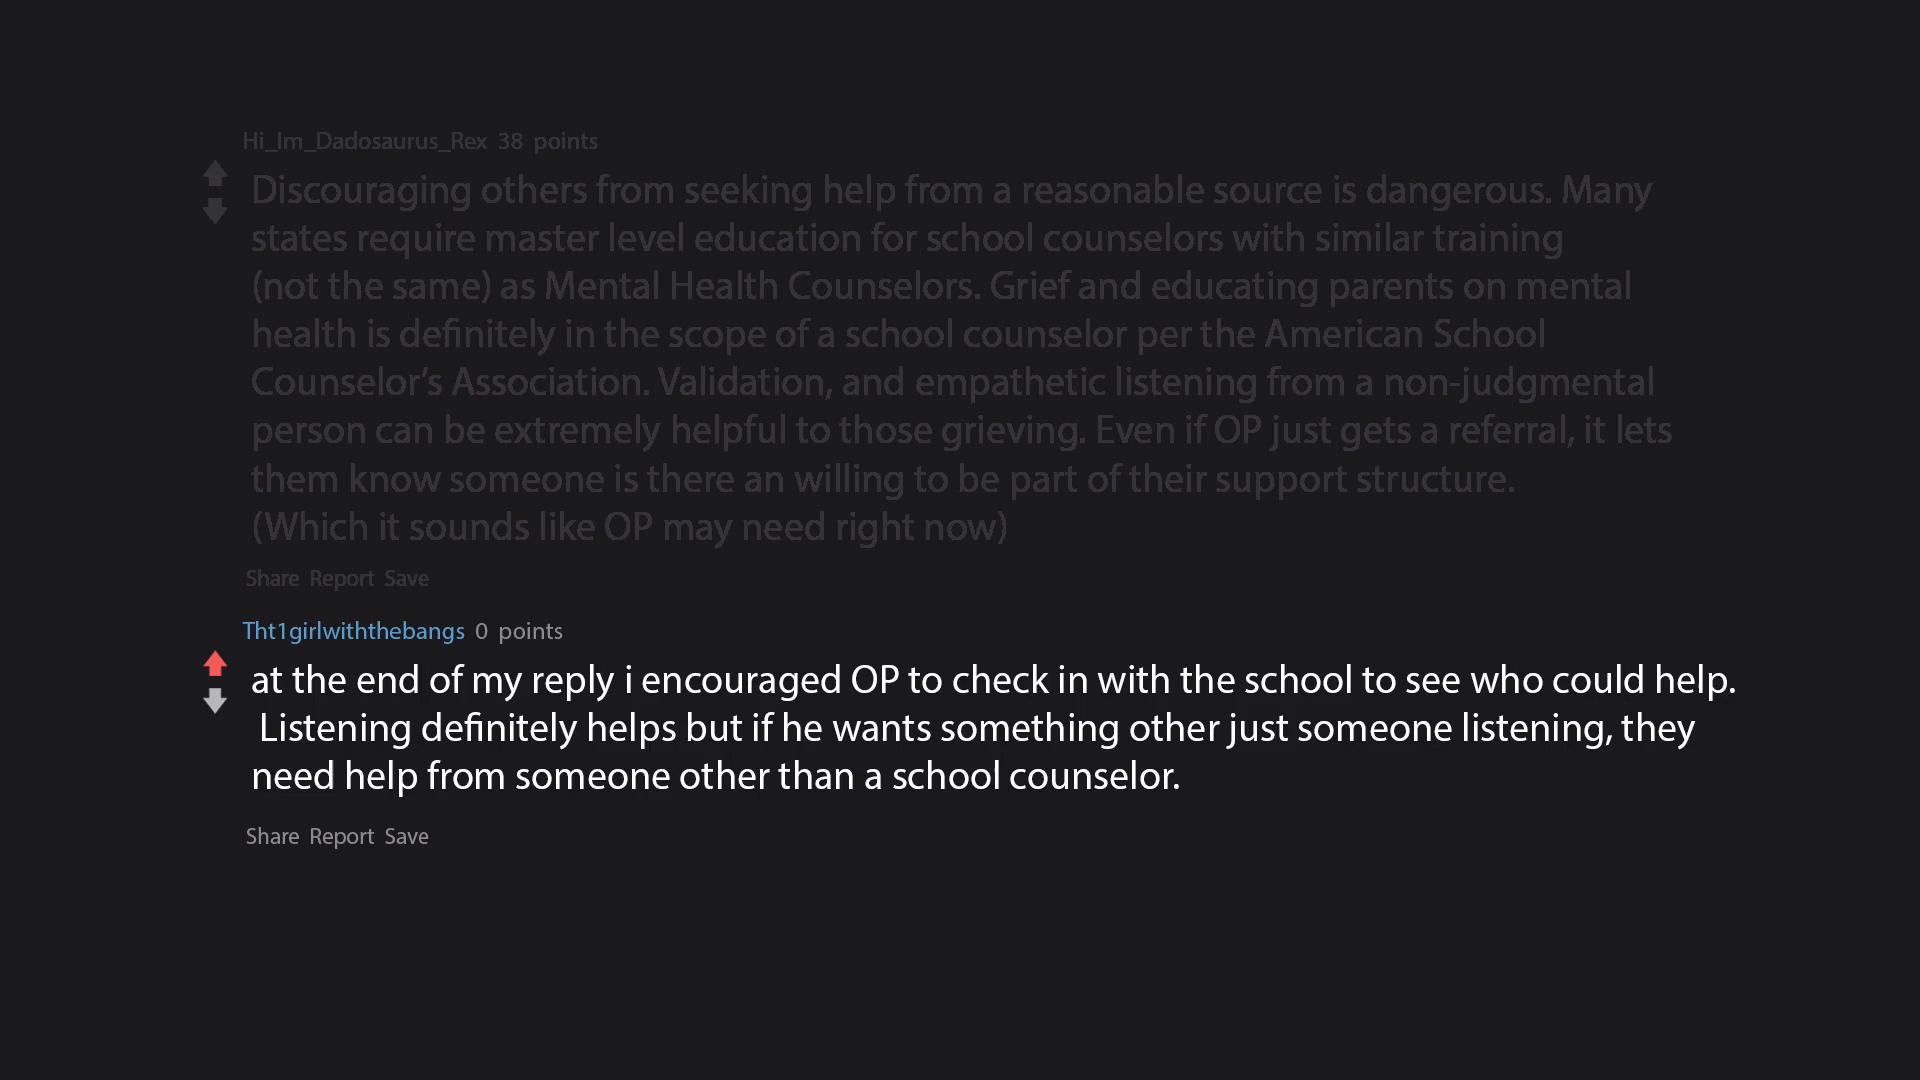 Hi_Im_Dadosaurus_Rex 38 points
Discouraging others from seeking help from a reasonable source is dangerous. Many
states require master level education for school counselors with similar training
(not the same) as Mental Health Counselors. Grief and educating parents on mental
health is definitely in the scope of a school counselor per the American School
Counselor’s Association. Validation, and empathetic listening from a non-judgmental
person can be extremely helpful to those grieving. Even if OP just gets a referral, it lets
them know someone is there an willing to be part of their support structure.
(Which it sounds like OP may need right now)
Share Report Save
Tht1girlwiththebangs 0 points
at the end of my reply i encouraged OP to check in with the school to see who could help.
Listening definitely helps but if he wants something other just someone listening, they
need help from someone other than a school counselor.
Share Report Save